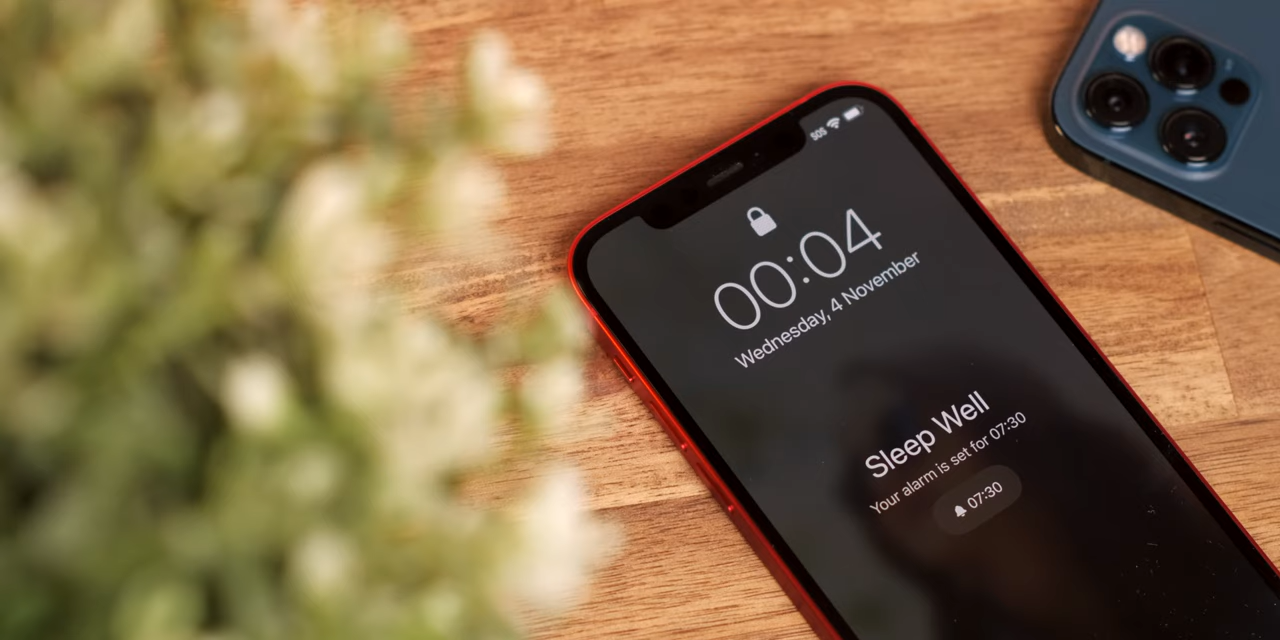 SOS
00:04
Wednesday, 4 November
Sleep Well
Your alarm is set for 07:30
07:30